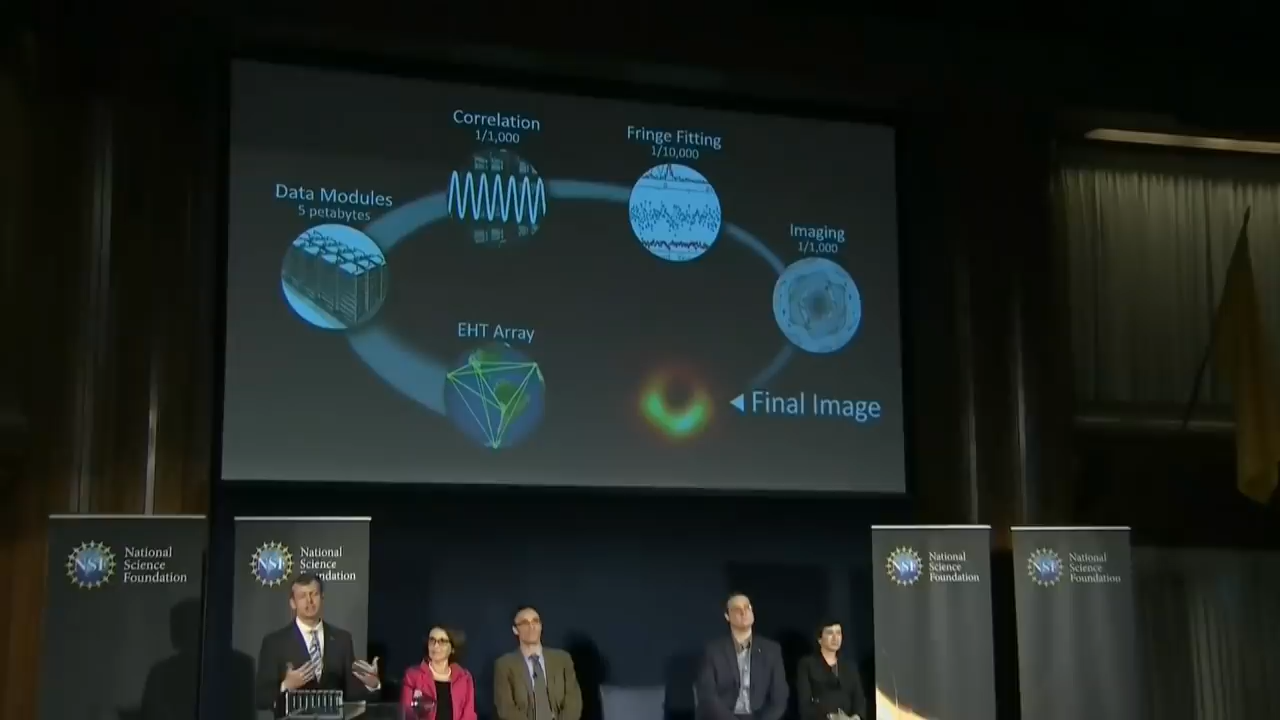 Correlation
1/1,000
Fringe Fitting
1/10,000
Data Modules
5 petabytes
Imaging
1/1,000
EHT Array
Final Image
NSF
National
Science
Foundation
NSF
National
Science
Foundation
NSF
National
Science
Foundation
NSF
National
Science
Foundation